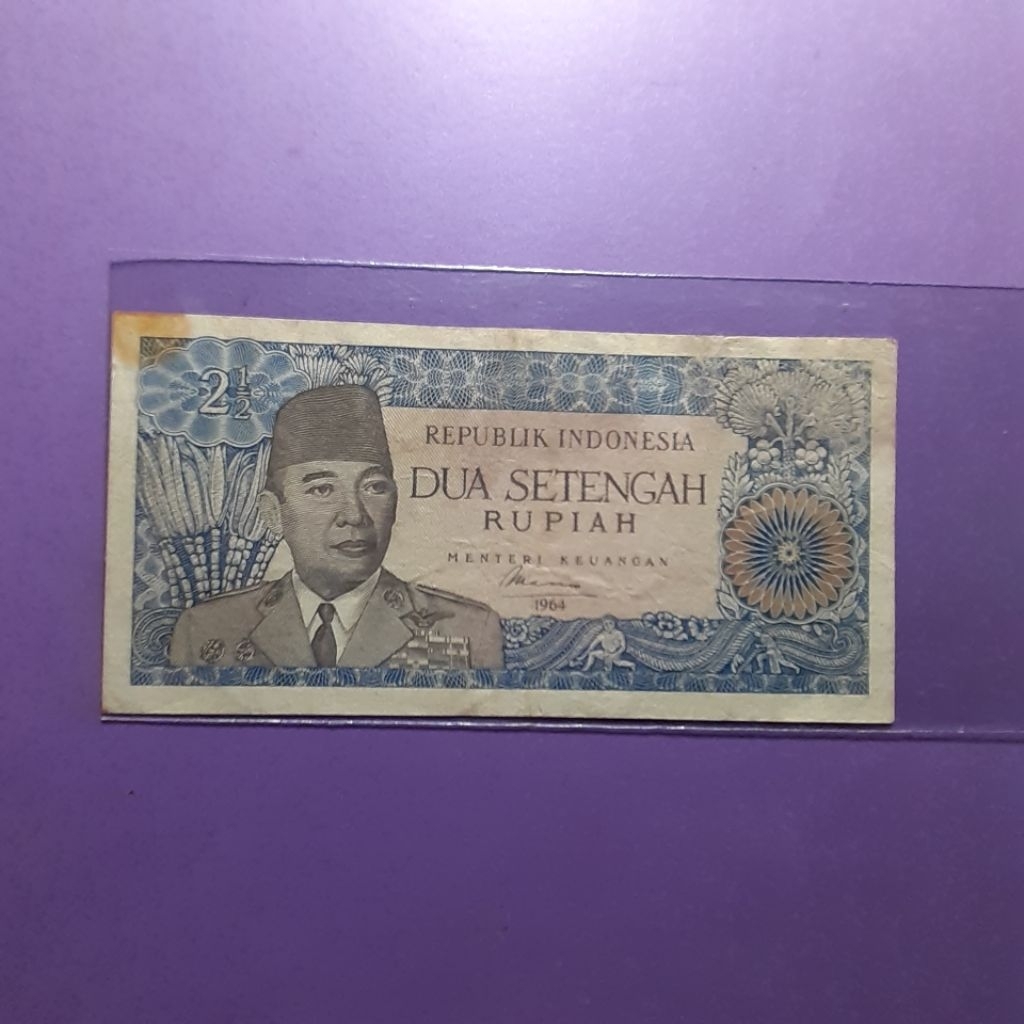 2½
REPUBLIK INDONESIA
DUA SETENGAH
RUPIAH
MENTERI KEUANGAN
1964